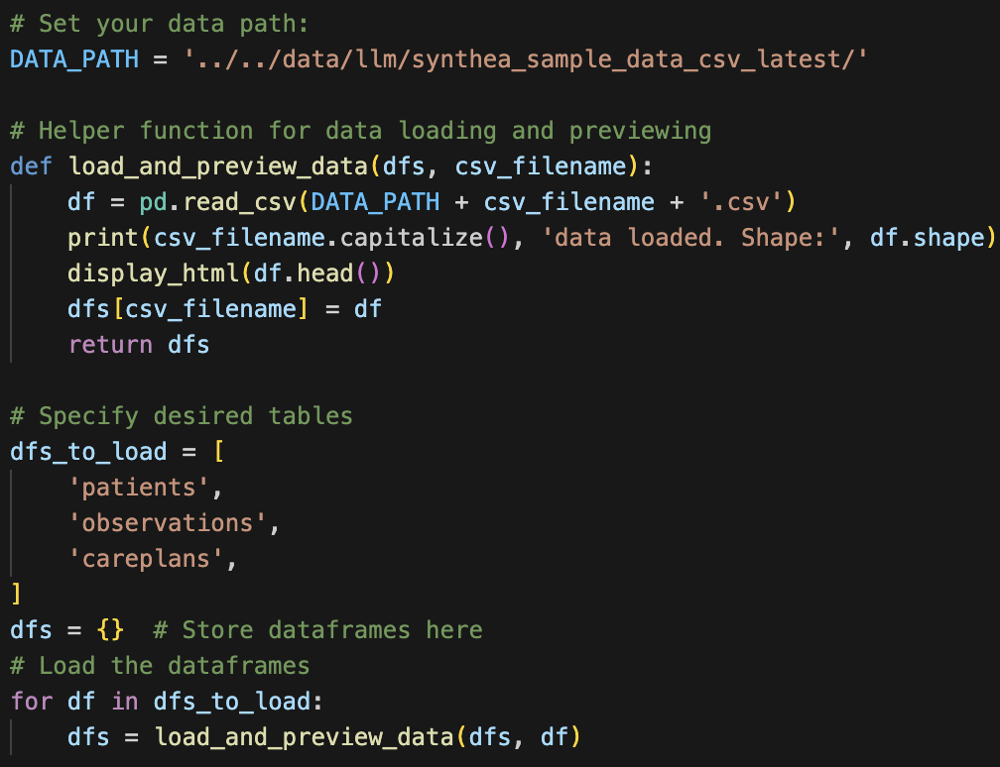 # Set your data path:
DATA_PATH = '../../data/llm/synthea_sample_data_csv_latest/'

# Helper function for data loading and previewing
def load_and_preview_data(dfs, csv_filename):
    df = pd.read_csv(DATA_PATH + csv_filename + '.csv')
    print(csv_filename.capitalize(), 'data loaded. Shape:', df.shape)
    display_html(df.head())
    dfs[csv_filename] = df
    return dfs

# Specify desired tables
dfs_to_load = [
    'patients',
    'observations',
    'careplans',
]
dfs = {}  # Store dataframes here
# Load the dataframes
for df in dfs_to_load:
    dfs = load_and_preview_data(dfs, df)